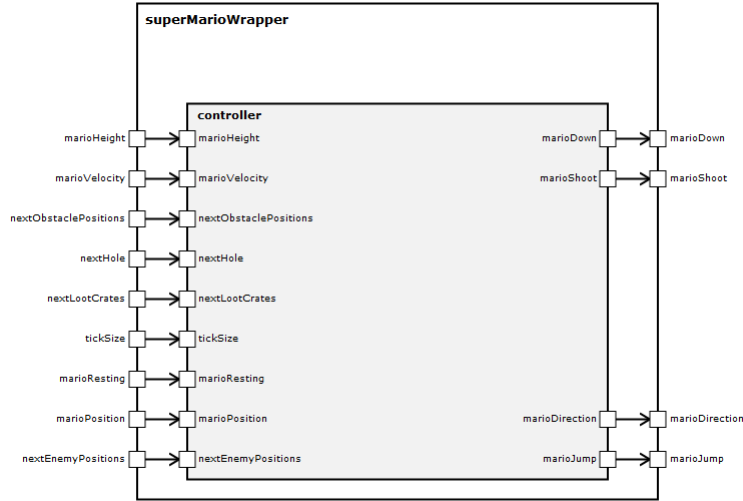 superMarioWrapper
controller
marioHeight marioHeight marioDown marioDown
marioVelocity marioVelocity marioShoot marioShoot
nextObstaclePositions nextObstaclePositions
nextHole nextHole
nextLootCrates nextLootCrates
tickSize tickSize
marioResting marioResting
marioPosition marioPosition marioDirection marioDirection
nextEnemyPositions nextEnemyPositions marioJump marioJump